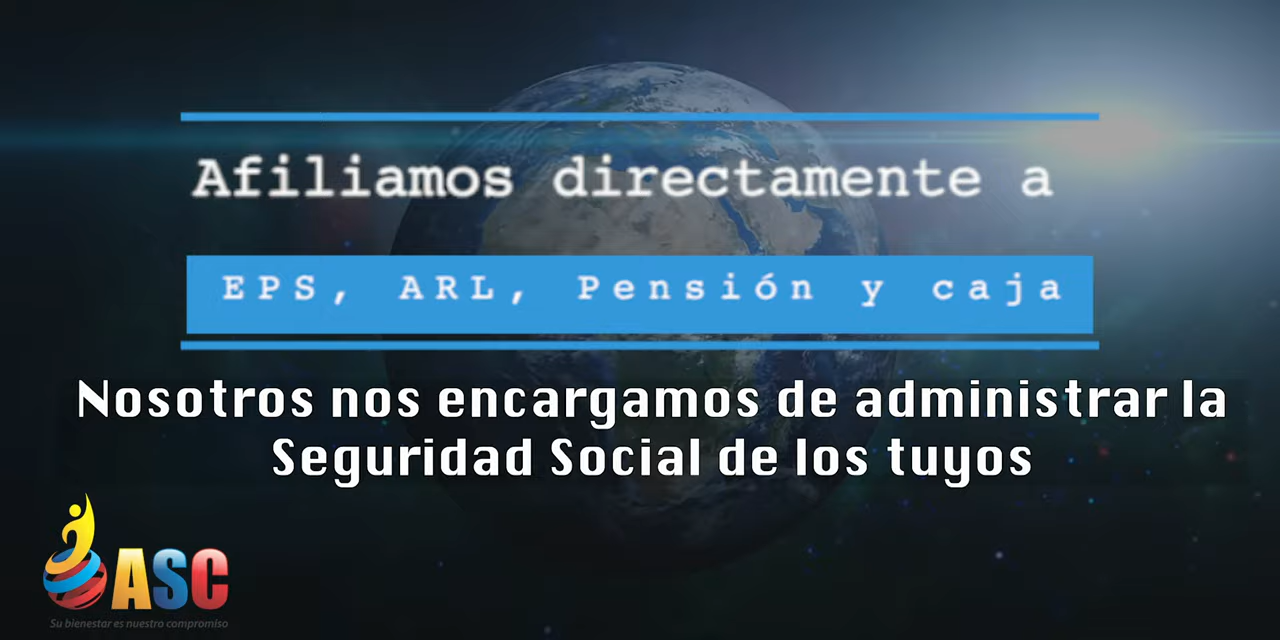 Afiliamos directamente a
EPS, ARL, Pensión y caja
Nosotros nos encargamos de administrar la
Seguridad Social de los tuyos
ASC
Su bienestar es nuestro compromiso